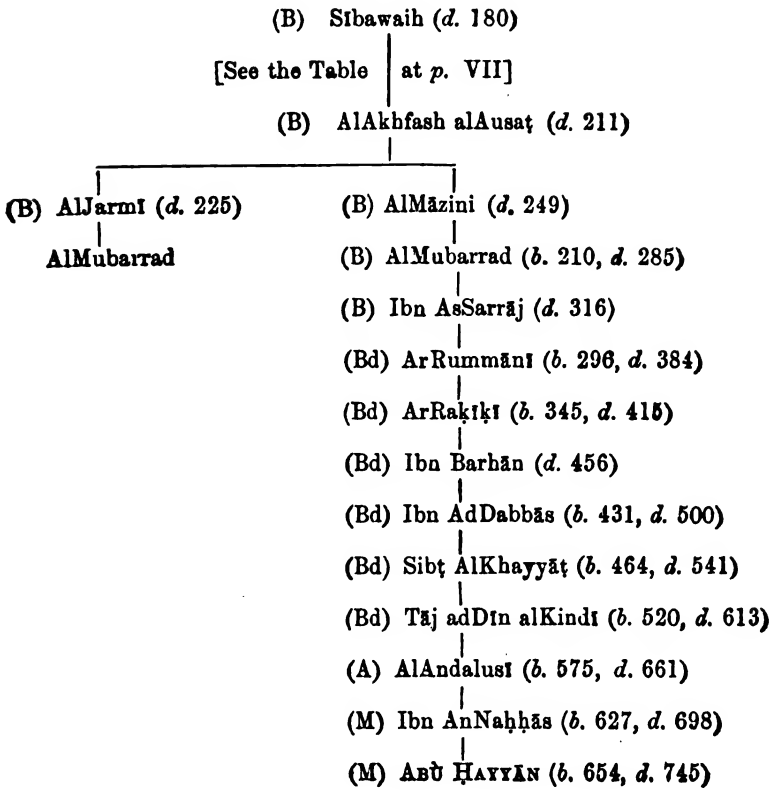 (B) Sībawaih (d. 180)
[See the Table at p. VII]
(B) AlAkhfash alAusaṭ (d. 211)
(B) AlJarmī (d. 225) (B) AlMāzini (d. 249)
AlMubarrad (B) AlMubarrad (b. 210, d. 285)
(B) Ibn AsSarrāj (d. 316)
(Bd) ArRummānī (b. 296, d. 384)
(Bd) ArRaḳīḳī (b. 345, d. 415)
(Bd) Ibn Barhān (d. 456)
(Bd) Ibn AdDabbās (b. 431, d. 500)
(Bd) Sibṭ AlKhayyāṭ (b. 464, d. 541)
(Bd) Tāj adDīn alKindī (b. 520, d. 613)
(A) AlAndalusī (b. 575, d. 661)
(M) Ibn AnNaḥḥās (b. 627, d. 698)
(M) ABŪ ḤAYYĀN (b. 654, d. 745)